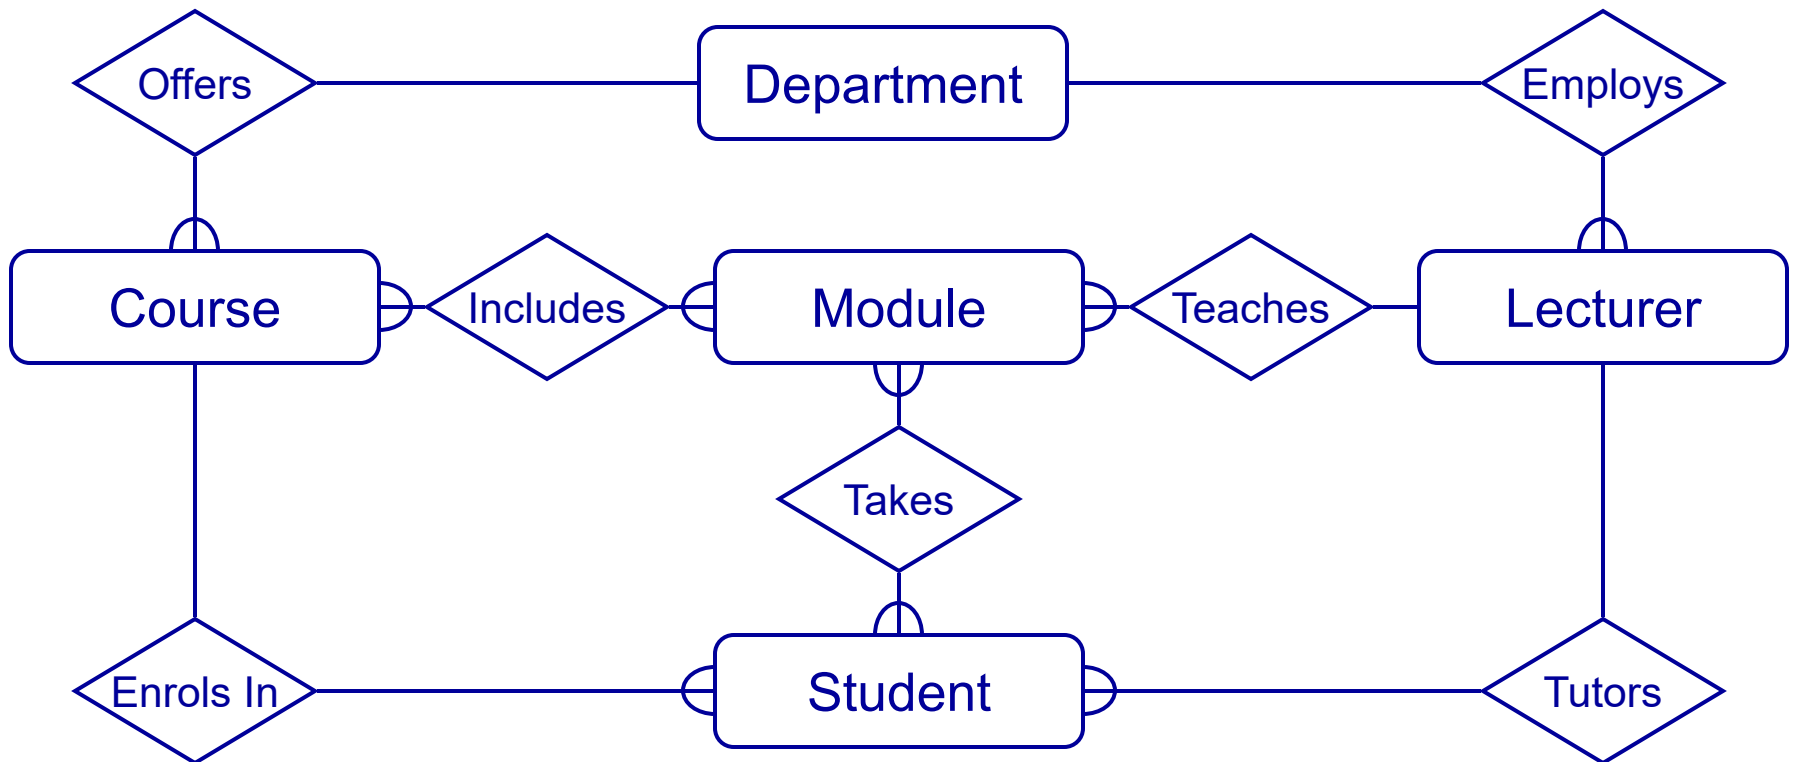 Offers
Department
Employs
Course
Includes
Module
Teaches
Lecturer
Takes
Enrols In
Student
Tutors